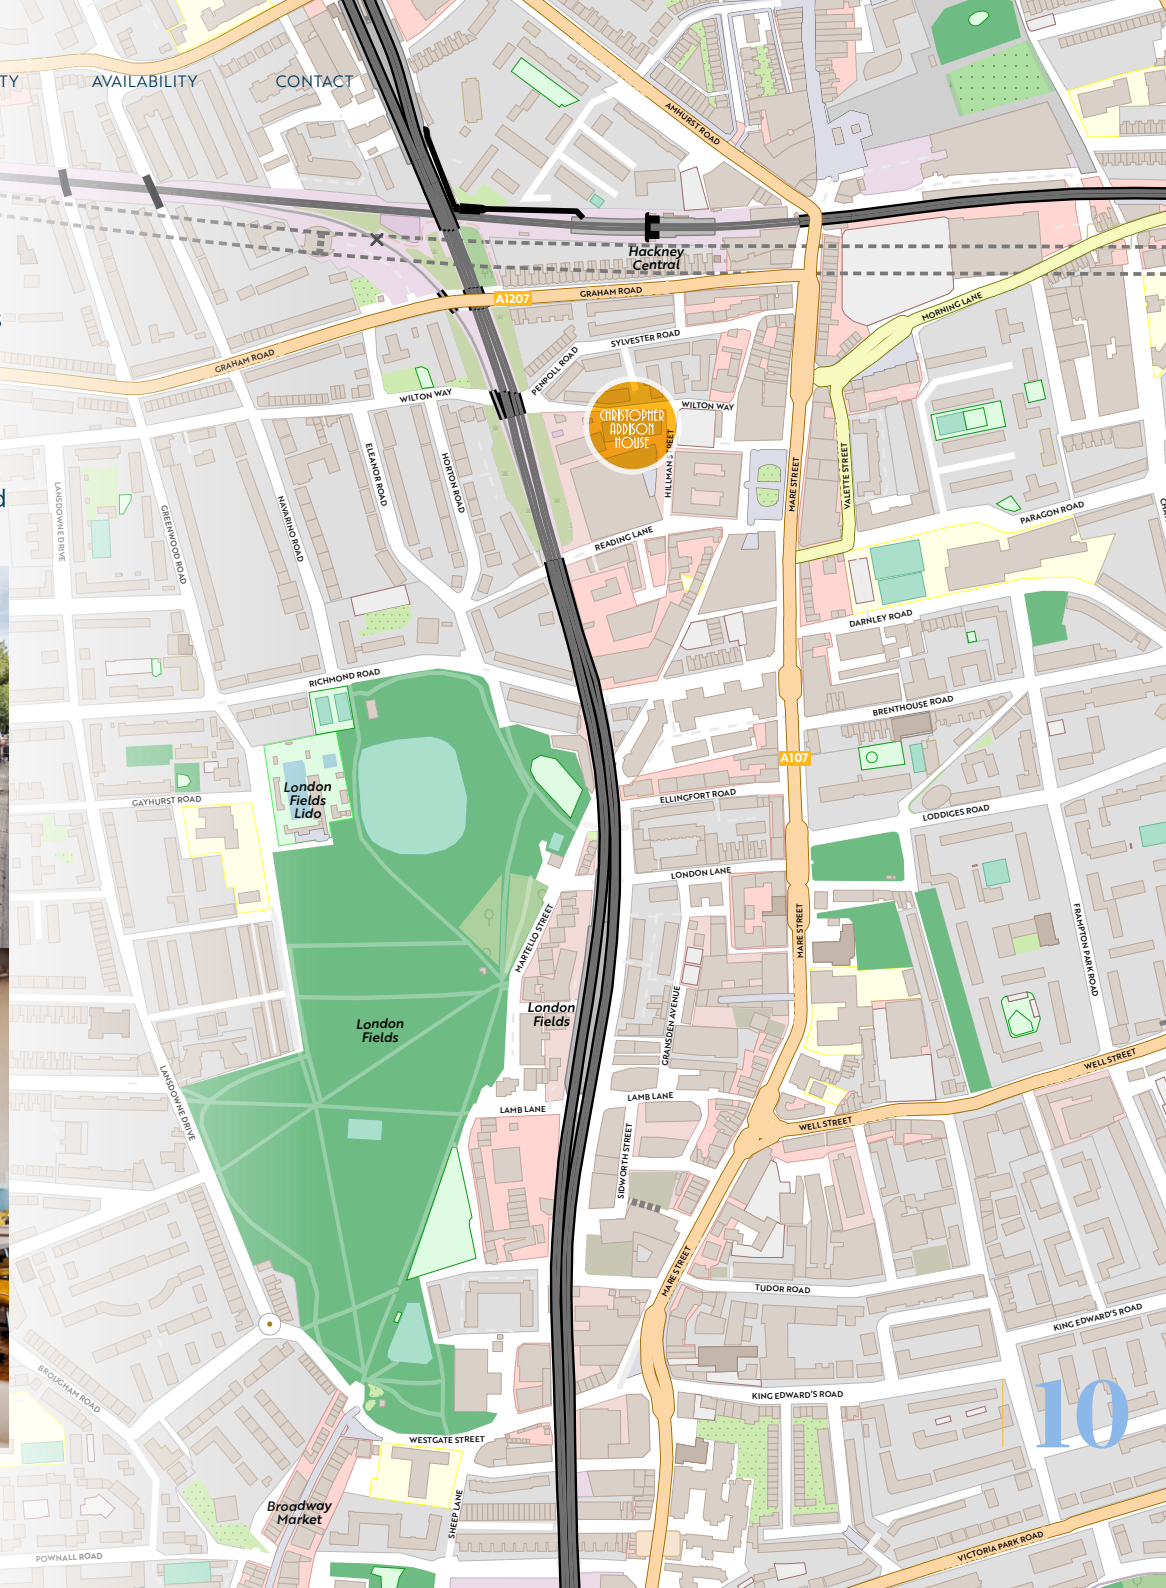 TY
AVAILABILITY
CONTACT
AMHURST ROAD
Hackney
Central
A1207
GRAHAM ROAD
GRAHAM ROAD
MORNING LANE
SYLVESTER ROAD
PENPOLL ROAD
WILTON WAY
WILTON WAY
CHRISTOPHER
ADDISON
HOUSE
HILLMAN STREET
ELEANOR ROAD
HORTON ROAD
NAVARINO ROAD
GREENWOOD ROAD
LANSDOWNE DRIVE
MARE STREET
VALETTE STREET
PARAGON ROAD
READING LANE
DARNLEY ROAD
RICHMOND ROAD
BRENTHOUSE ROAD
A107
London
Fields
Lido
GAYHURST ROAD
ELLINGFORT ROAD
LODDIGES ROAD
LONDON LANE
MARTELLO STREET
MARE STREET
FRAMPTON PARK ROAD
London
Fields
London
Fields
GRANSDEN AVENUE
WELL STREET
LANSDOWNE DRIVE
LAMB LANE
LAMB LANE
WELL STREET
SIDWORTH STREET
MARE STREET
TUDOR ROAD
KING EDWARD'S ROAD
BROUGHAM ROAD
KING EDWARD'S ROAD
10
WESTGATE STREET
Broadway
Market
SHEEP LANE
VICTORIA PARK ROAD
POWNALL ROAD